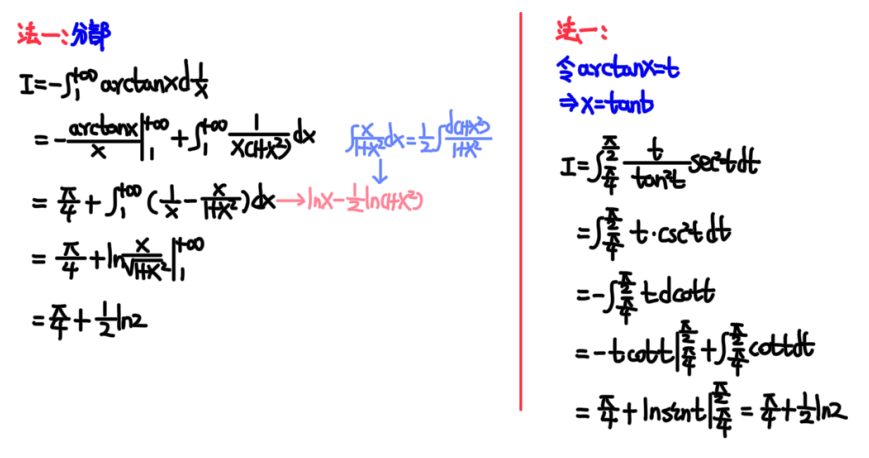 法一:分部
I=-∫₁^{+∞} arctanx d 1/x
=-arctanx/x |₁^{+∞} + ∫₁^{+∞} 1/(x(1+x²)) dx
∫ x/(1+x²) dx = 1/2 ∫ d(1+x²)/(1+x²)
↓
= π/4 + ∫₁^{+∞} (1/x - x/(1+x²)) dx → lnx - 1/2 ln(1+x²)
= π/4 + ln x/√(1+x²) |₁^{+∞}
= π/4 + 1/2 ln2
法一:
令arctanx=t
⇒x=tant
I=∫_{π/4}^{π/2} t/tan²t sec²t dt
=∫_{π/4}^{π/2} t·csc²t dt
=-∫_{π/4}^{π/2} t dcott
=-tcott |_{π/4}^{π/2} + ∫_{π/4}^{π/2} cott dt
= π/4 + lnsint |_{π/4}^{π/2} = π/4 + 1/2 ln2